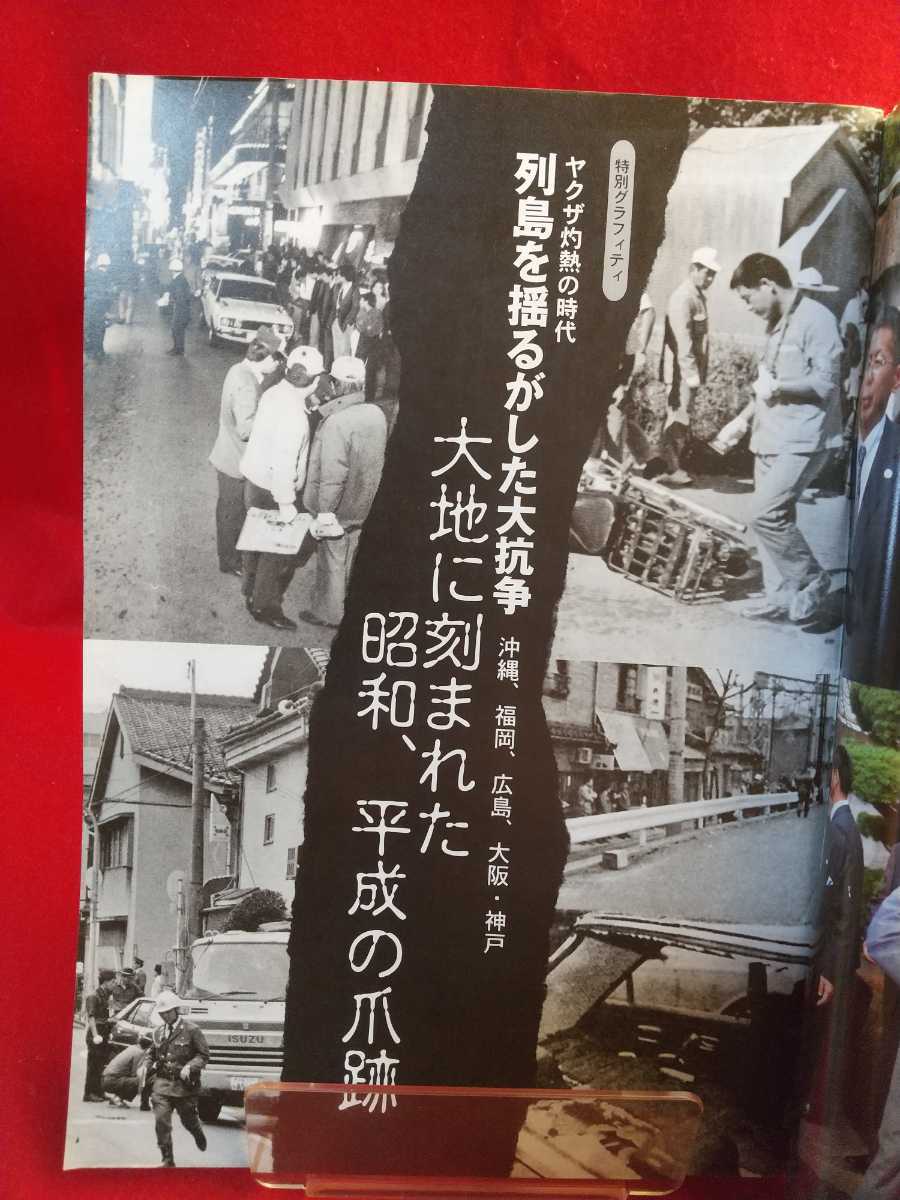 特別グラフィティ
ヤクザ灼熱の時代
列島を揺るがした大抗争
沖縄、福岡、広島、大阪・神戸
大地に刻まれた
昭和、平成の爪跡
ISUZU